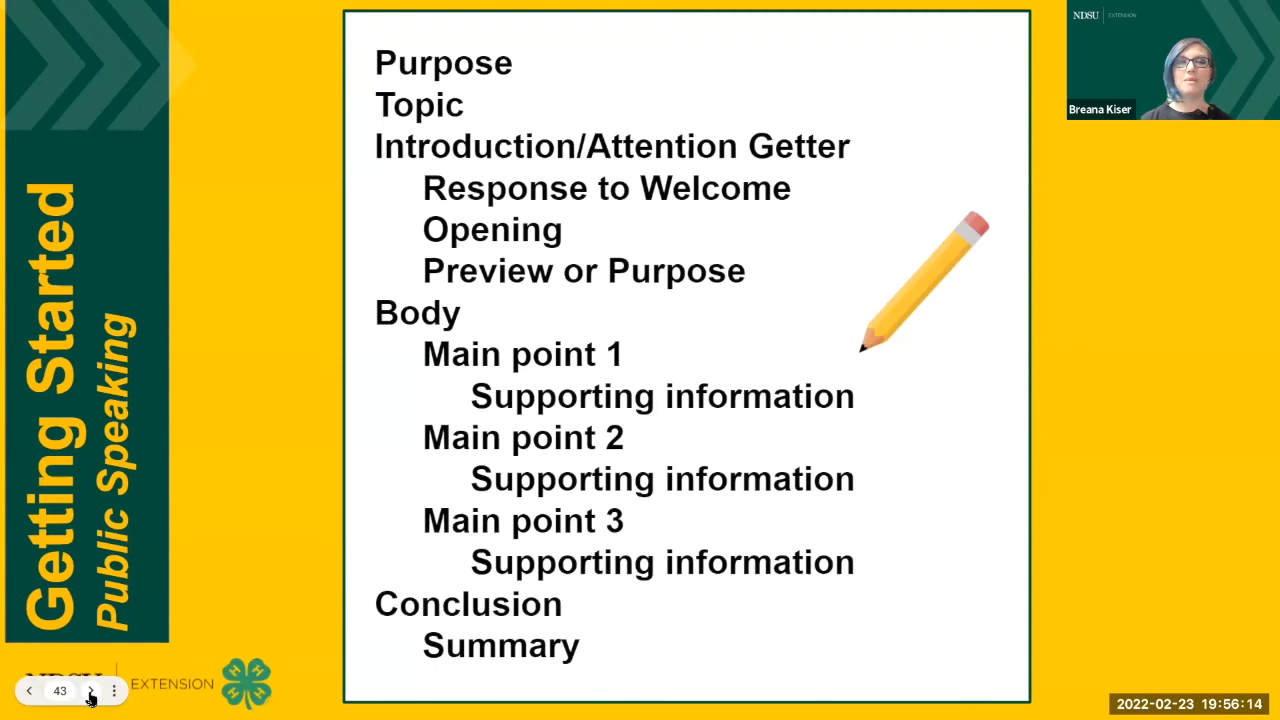 Getting Started
Public Speaking
Purpose
Topic
Introduction/Attention Getter
Response to Welcome
Opening
Preview or Purpose
Body
Main point 1
Supporting information
Main point 2
Supporting information
Main point 3
Supporting information
Conclusion
Summary
NDSU EXTENSION
Breana Kiser
NDSU EXTENSION
H H H H
43
2022-02-23 19:56:14